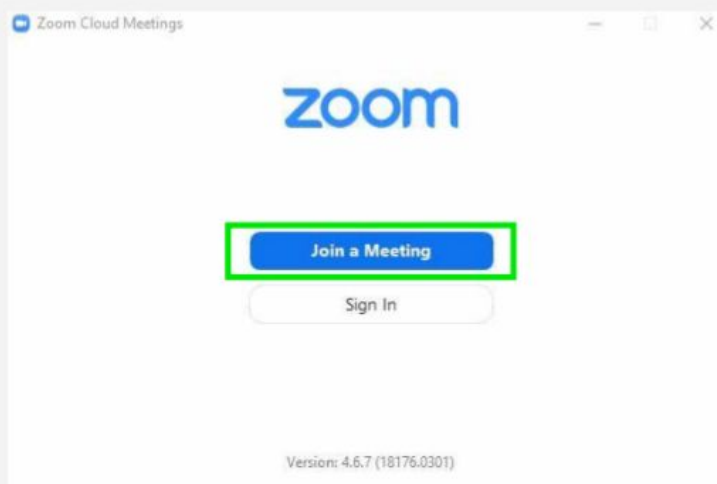 Zoom Cloud Meetings
zoom
Join a Meeting
Sign In
Version: 4.6.7 (18176.0301)